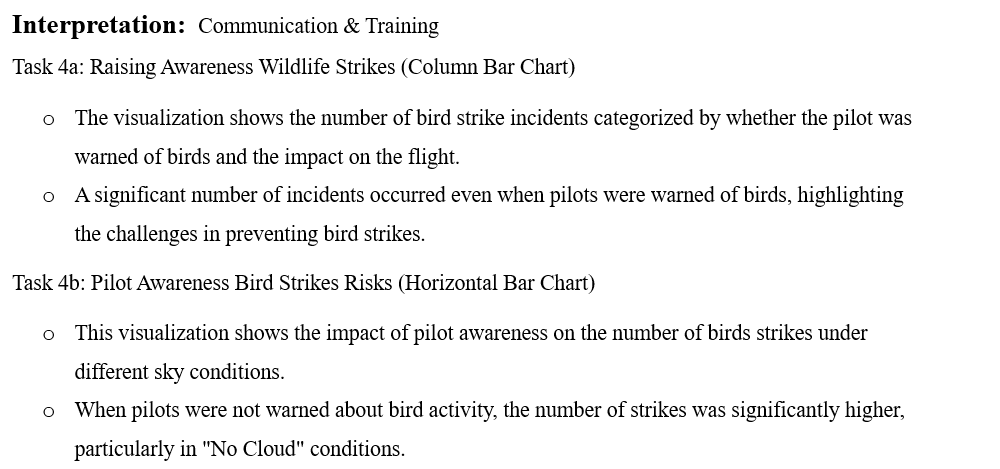 Interpretation: Communication & Training
Task 4a: Raising Awareness Wildlife Strikes (Column Bar Chart)
o The visualization shows the number of bird strike incidents categorized by whether the pilot was
warned of birds and the impact on the flight.
o A significant number of incidents occurred even when pilots were warned of birds, highlighting
the challenges in preventing bird strikes.
Task 4b: Pilot Awareness Bird Strikes Risks (Horizontal Bar Chart)
o This visualization shows the impact of pilot awareness on the number of birds strikes under
different sky conditions.
o When pilots were not warned about bird activity, the number of strikes was significantly higher,
particularly in "No Cloud" conditions.